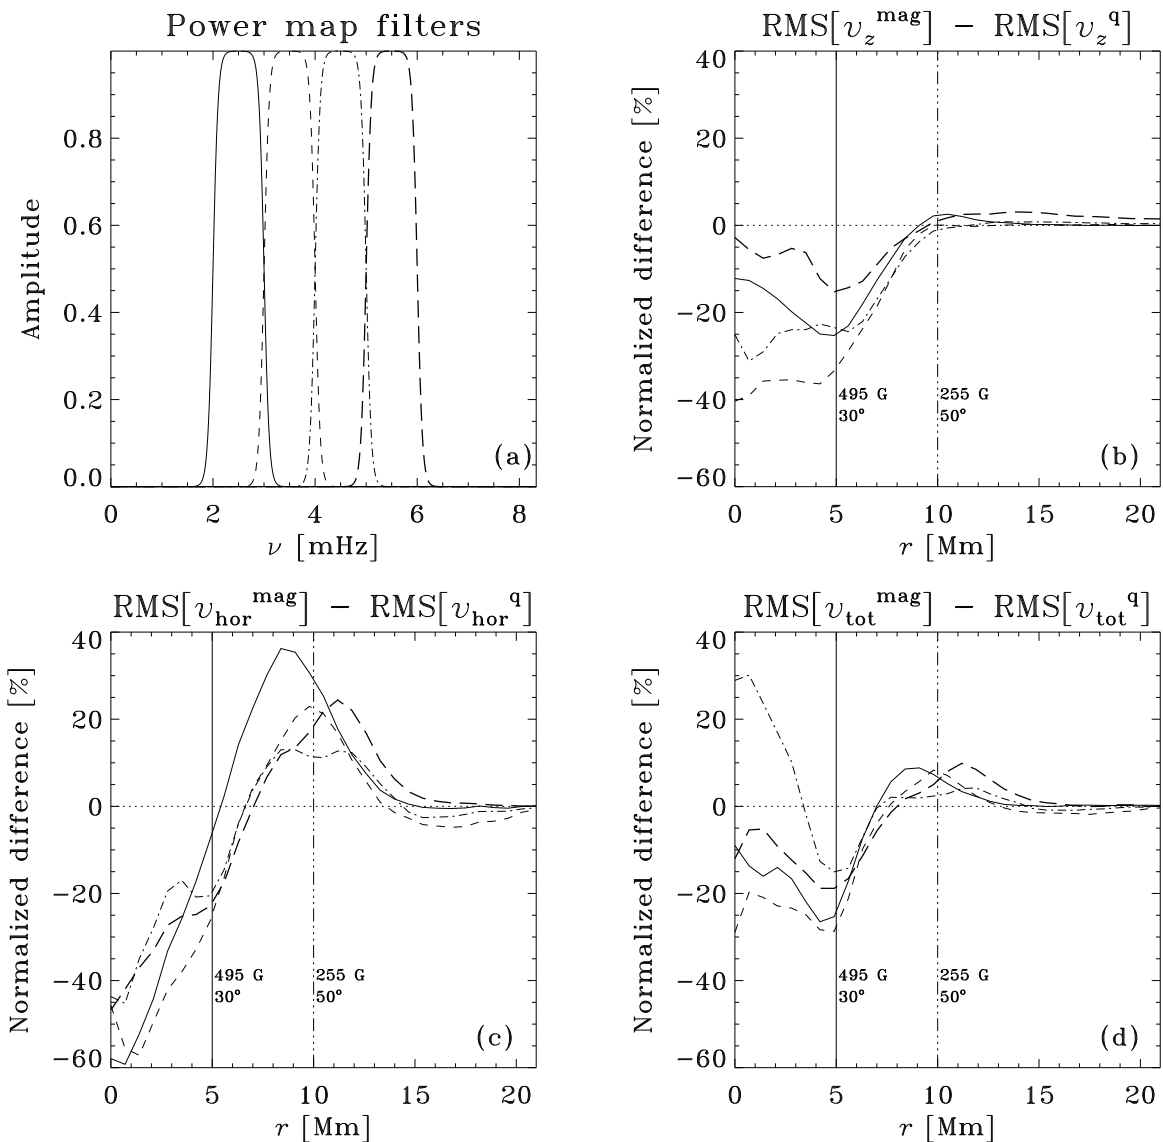 Power map filters
Amplitude
0.8
0.6
0.4
0.2
0.0
0 2 4 6 8
ν [mHz]
(a)
RMS[v_z^mag] − RMS[v_z^q]
Normalized difference [%]
40
20
0
−20
−40
−60
495 G
30°
255 G
50°
(b)
0 5 10 15 20
r [Mm]
RMS[v_hor^mag] − RMS[v_hor^q]
Normalized difference [%]
40
20
0
−20
−40
−60
495 G
30°
255 G
50°
(c)
0 5 10 15 20
r [Mm]
RMS[v_tot^mag] − RMS[v_tot^q]
Normalized difference [%]
40
20
0
−20
−40
−60
495 G
30°
255 G
50°
(d)
0 5 10 15 20
r [Mm]